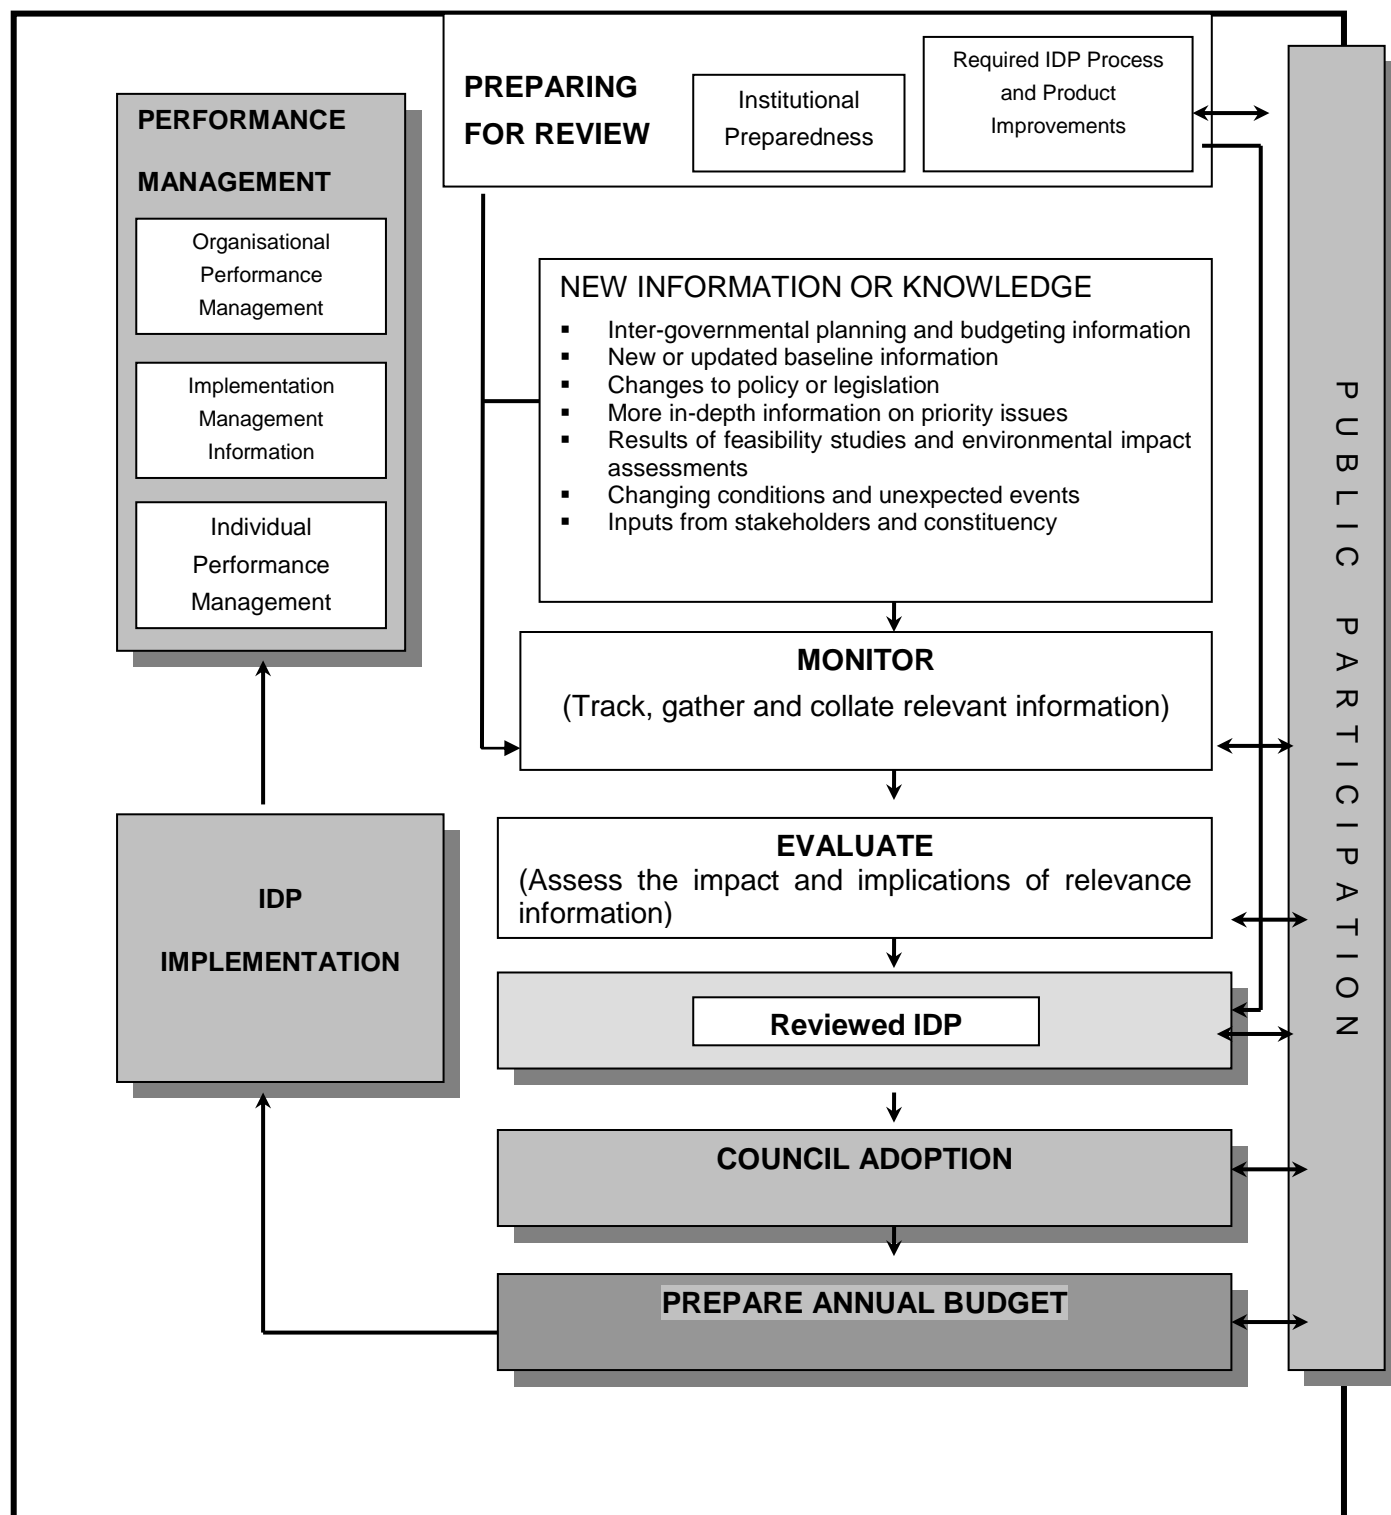 PREPARING
FOR REVIEW
Institutional
Preparedness
Required IDP Process
and Product
Improvements
PERFORMANCE
MANAGEMENT
Organisational
Performance
Management
Implementation
Management
Information
Individual
Performance
Management
NEW INFORMATION OR KNOWLEDGE
▪ Inter-governmental planning and budgeting information
▪ New or updated baseline information
▪ Changes to policy or legislation
▪ More in-depth information on priority issues
▪ Results of feasibility studies and environmental impact
assessments
▪ Changing conditions and unexpected events
▪ Inputs from stakeholders and constituency
MONITOR
(Track, gather and collate relevant information)
EVALUATE
(Assess the impact and implications of relevance
information)
IDP
IMPLEMENTATION
Reviewed IDP
COUNCIL ADOPTION
PREPARE ANNUAL BUDGET
PUBLIC PARTICIPATION